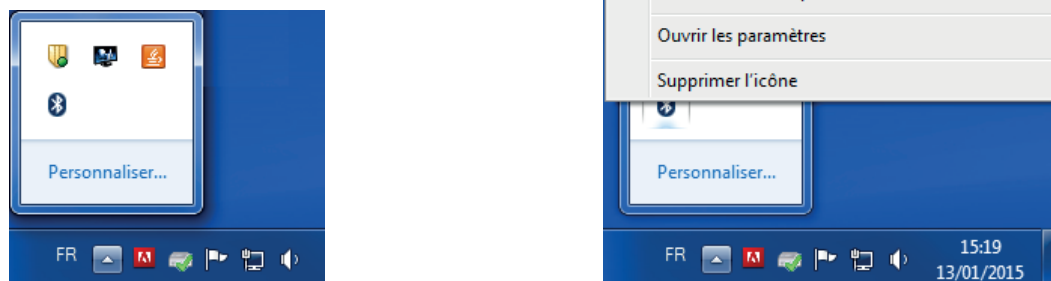 Personnaliser...
FR
Ouvrir les paramètres
Supprimer l'icône
Personnaliser...
FR
15:19
13/01/2015